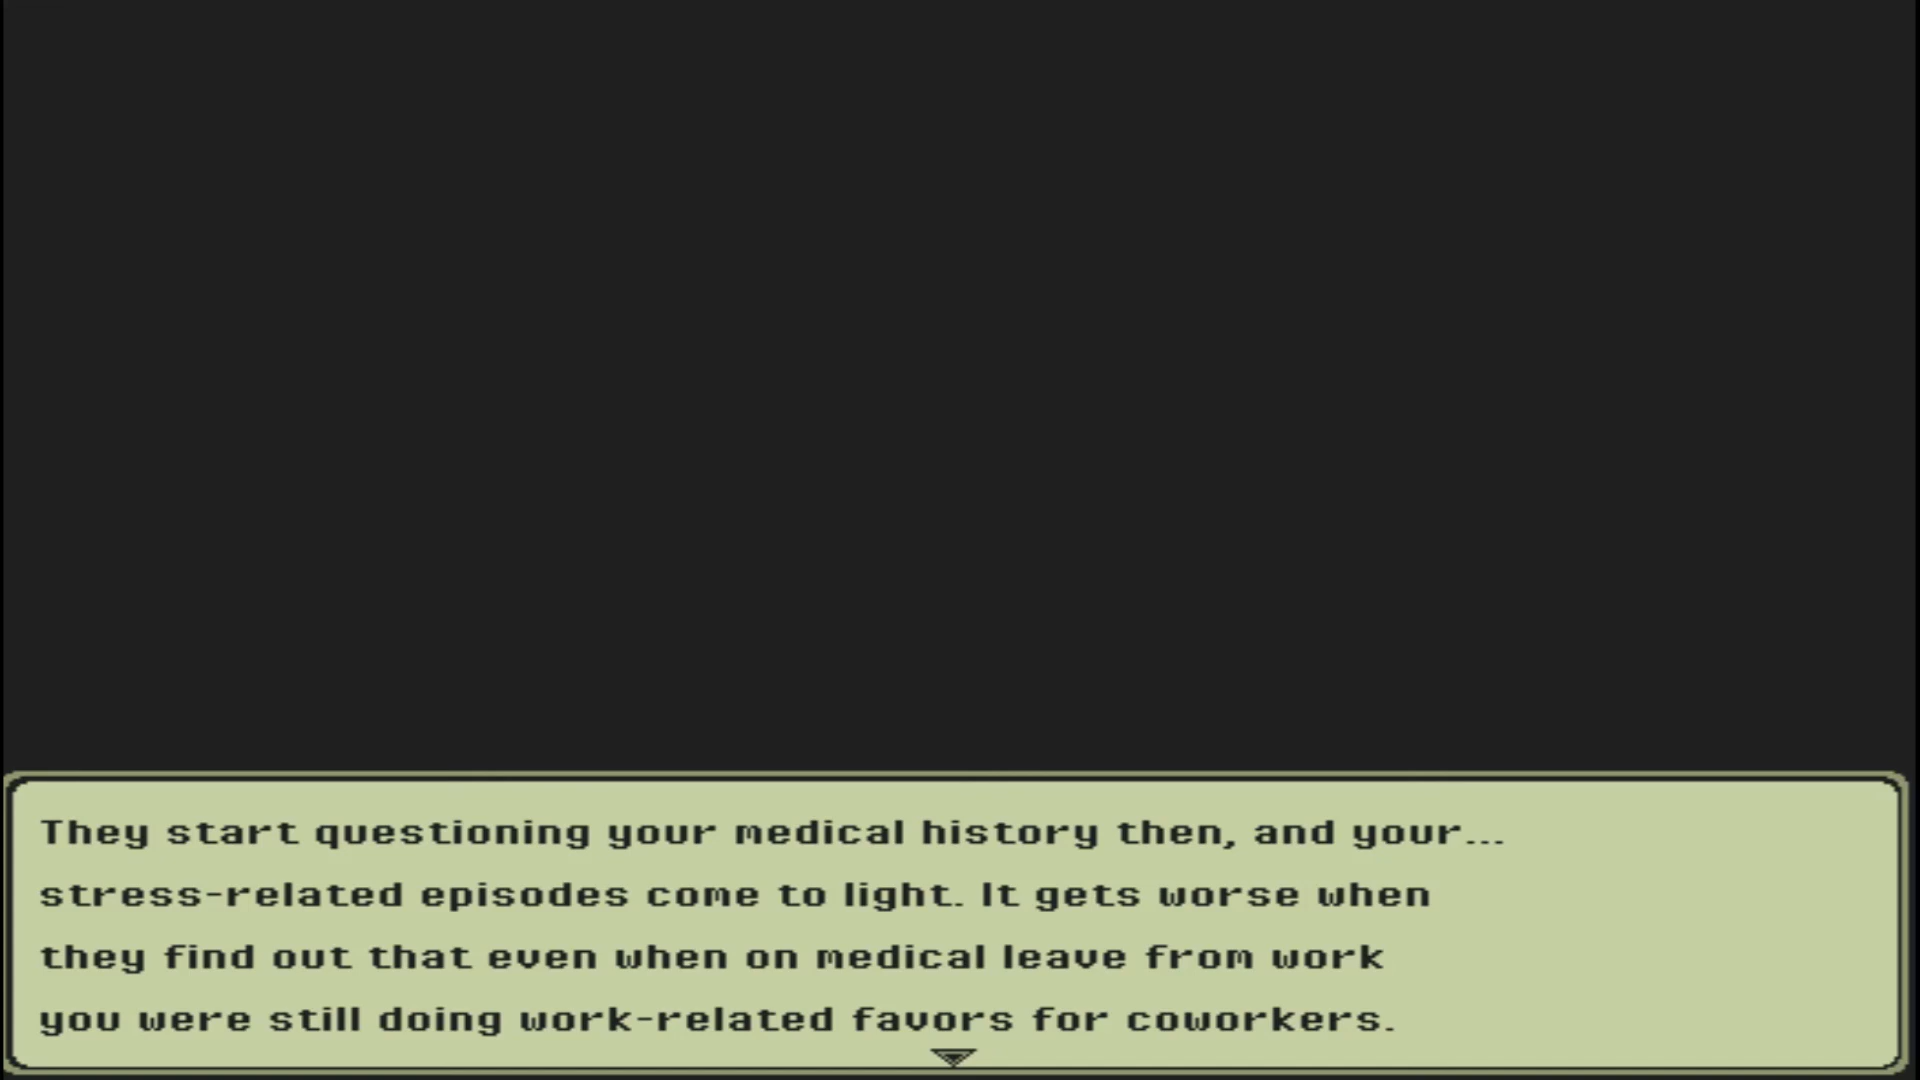 They start questioning your medical history then, and your...
stress-related episodes come to light. It gets worse when
they find out that even when on medical leave from work
you were still doing work-related favors for coworkers.